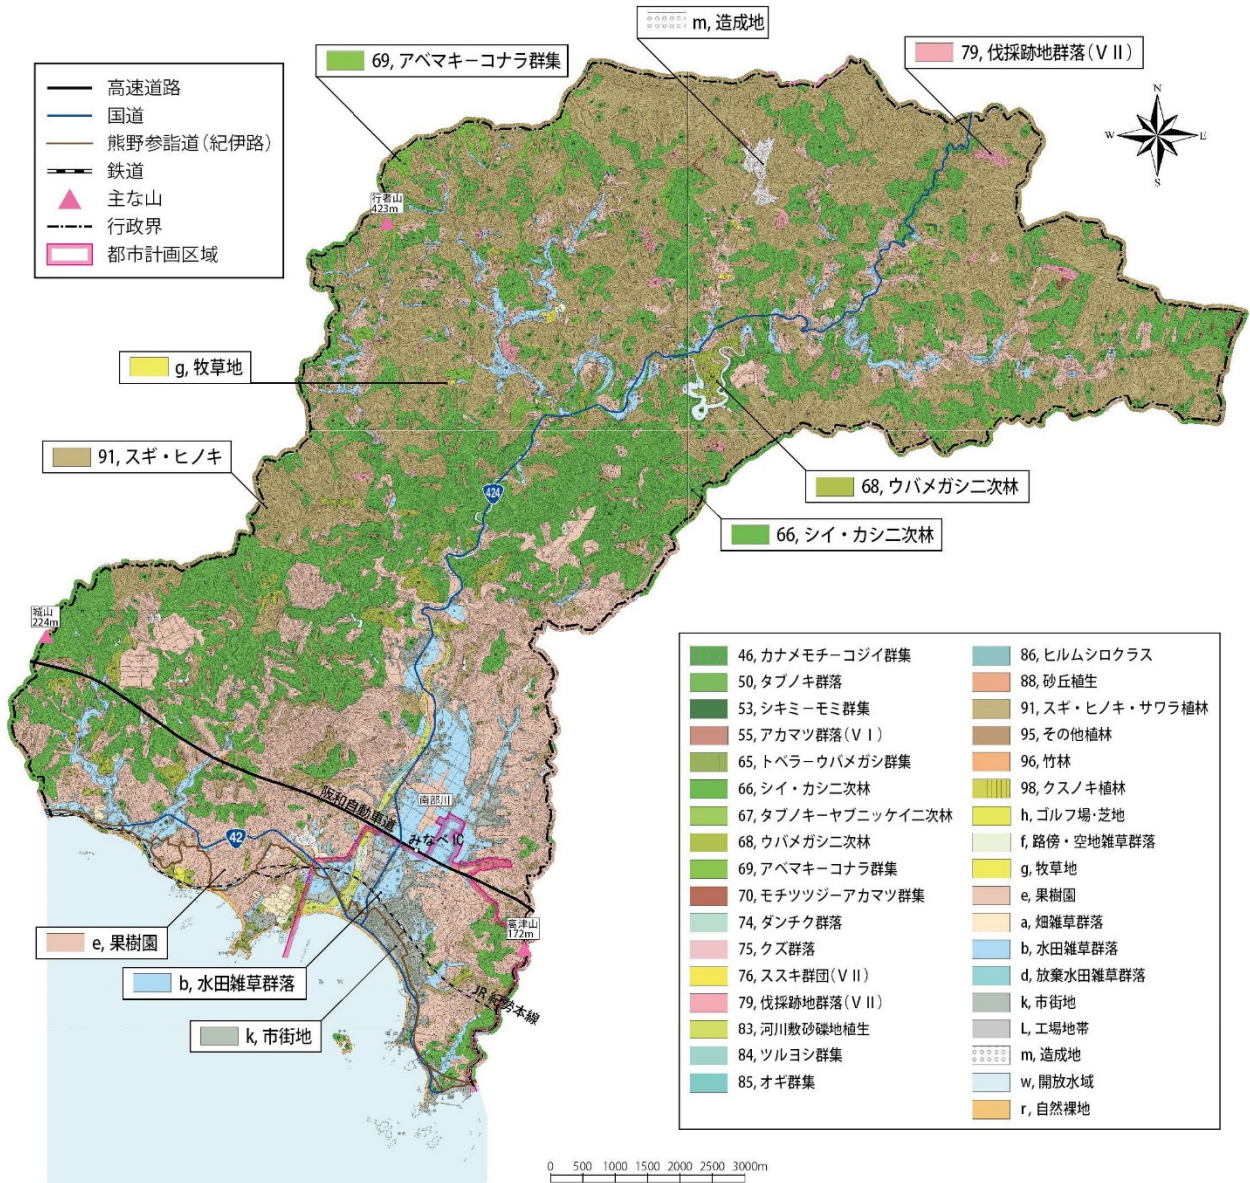 m, 造成地
69, アベマキーコナラ群集
79, 伐採跡地群落(ＶⅡ)
高速道路
国道
熊野参詣道(紀伊路)
鉄道
主な山
行政界
都市計画区域
N
W
E
S
行者山
423m
g, 牧草地
91, スギ・ヒノキ
424
68, ウバメガシ二次林
66, シイ・カシ二次林
城山
224m
南部川
阪和自動車道
みなべIC
42
高津山
172m
e, 果樹園
b, 水田雑草群落
JR紀勢本線
k, 市街地
46, カナメモチーコジイ群集
50, タブノキ群落
53, シキミーモミ群集
55, アカマツ群落(ＶⅠ)
65, トベラーウバメガシ群集
66, シイ・カシ二次林
67, タブノキーヤブニッケイ二次林
68, ウバメガシ二次林
69, アベマキーコナラ群集
70, モチツツジーアカマツ群集
74, ダンチク群落
75, クズ群落
76, ススキ群団(ＶⅡ)
79, 伐採跡地群落(ＶⅡ)
83, 河川敷砂礫地植生
84, ツルヨシ群集
85, オギ群集
86, ヒルムシロクラス
88, 砂丘植生
91, スギ・ヒノキ・サワラ植林
95, その他植林
96, 竹林
98, クスノキ植林
h, ゴルフ場・芝地
f, 路傍・空地雑草群落
g, 牧草地
e, 果樹園
a, 畑雑草群落
b, 水田雑草群落
d, 放棄水田雑草群落
k, 市街地
L, 工場地帯
m, 造成地
w, 開放水域
r, 自然裸地
0 500 1000 1500 2000 2500 3000m